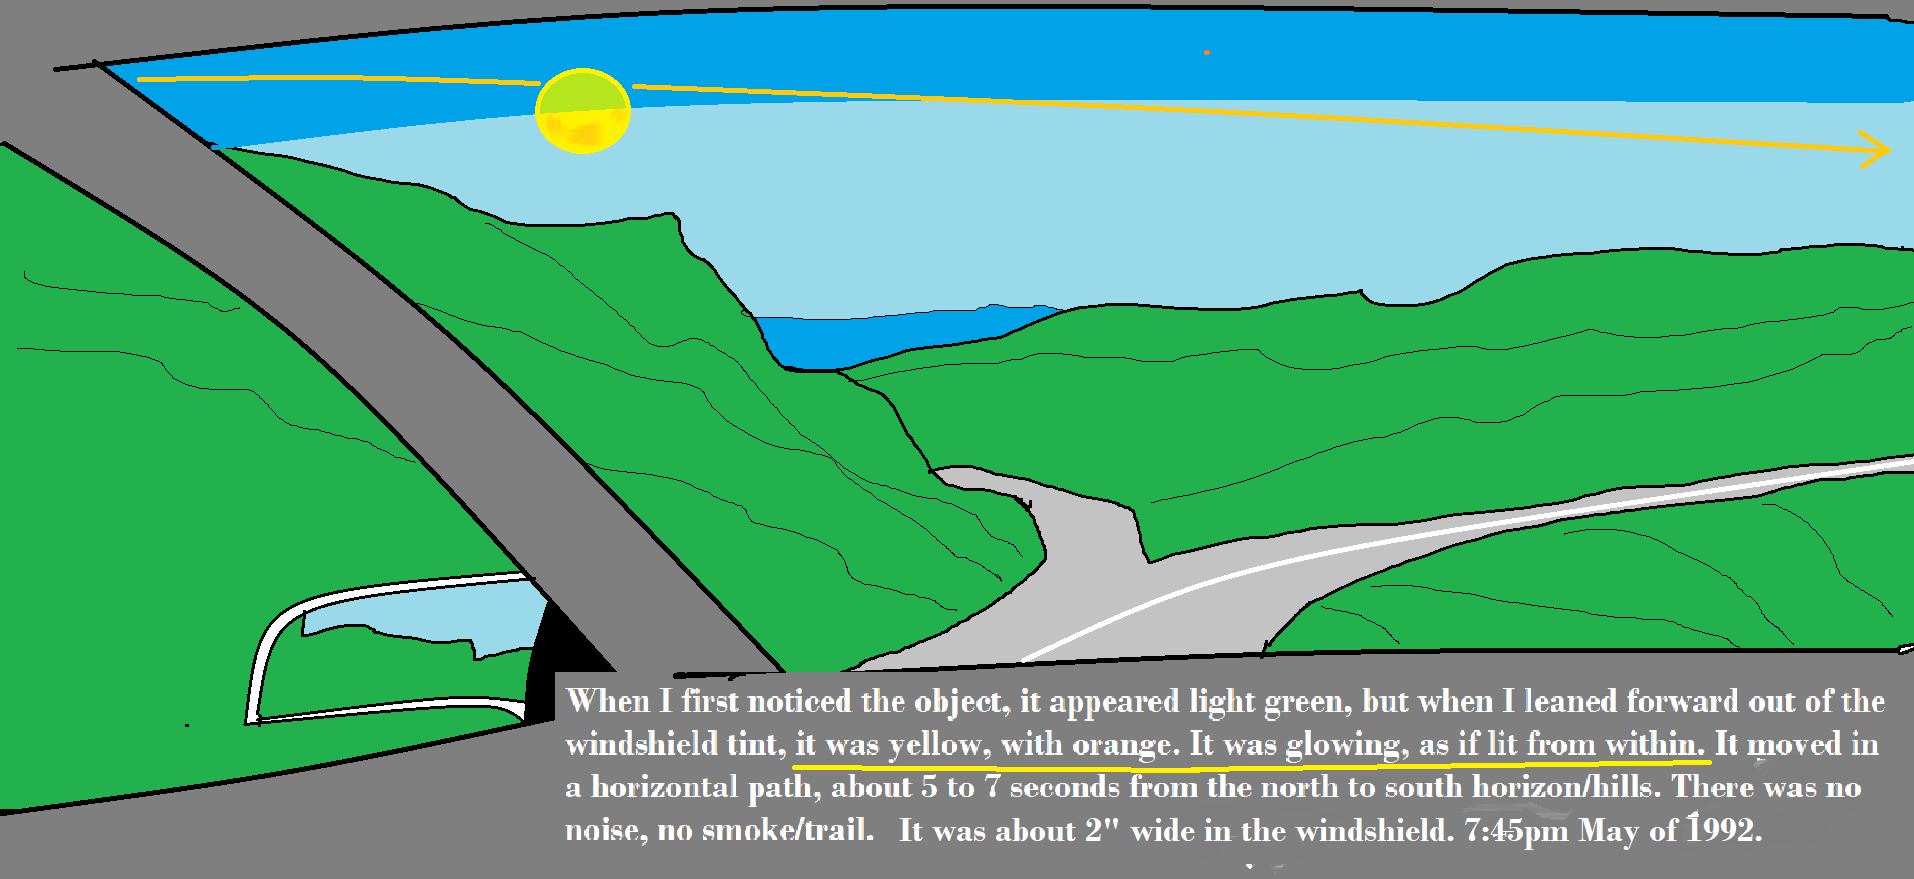 When I first noticed the object, it appeared light green, but when I leaned forward out of the
windshield tint, it was yellow, with orange. It was glowing, as if lit from within. It moved in
a horizontal path, about 5 to 7 seconds from the north to south horizon/hills. There was no
noise, no smoke/trail. It was about 2" wide in the windshield. 7:45pm May of 1992.